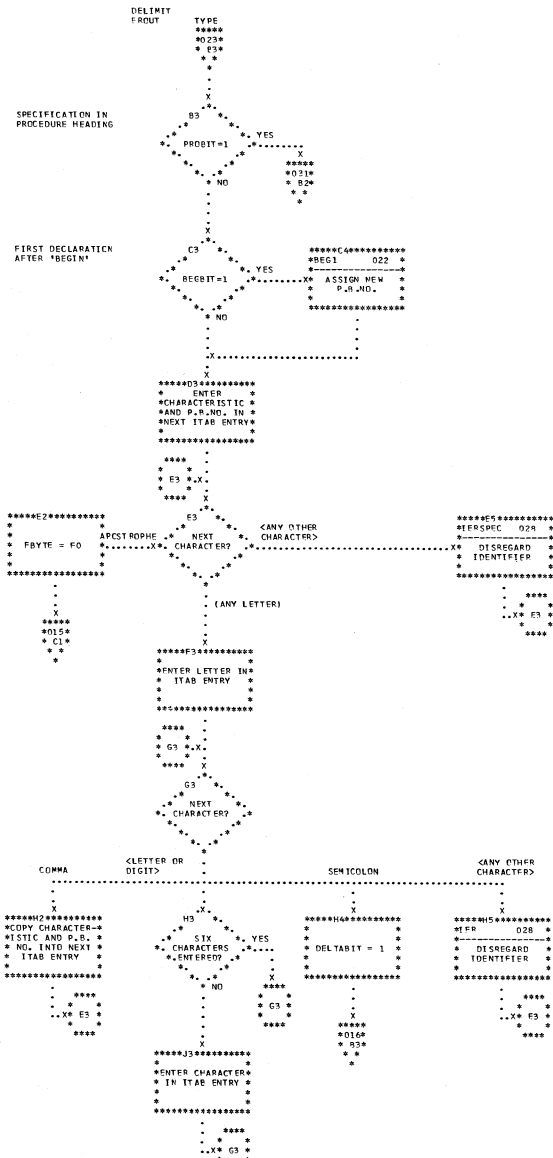 DELIMIT
EROUT TYPE
*****
*023*
* E3*
* *
*
B3
SPECIFICATION IN
PROCEDURE HEADING
PROBIT=1
YES
*****
*031*
* B2*
* *
*
NO
C3
FIRST DECLARATION
AFTER 'BEGIN'
BEGBIT=1
YES
*****C4**********
*BEG1 022 *
*---------------*
X* ASSIGN NEW *
* P.B.NO. *
*****************
NO
*****D3**********
* ENTER *
*CHARACTERISTIC *
*AND P.B.NO. IN *
*NEXT ITAB ENTRY*
* *
*****************
****
* E3 *.X.
****
E3
NEXT
CHARACTER?
APCSTROPHE
*****E2**********
* FBYTE = F0 *
*****************
*****
*015*
* C1*
* *
*
<ANY OTHER
CHARACTER>
*****E5**********
*IERSPEC 028 *
*---------------*
X* DISREGARD *
* IDENTIFIER *
*****************
****
..X* E3 *
****
(ANY LETTER)
*****F3**********
*ENTER LETTER IN*
* ITAB ENTRY *
*****************
****
* G3 *.X.
****
G3
NEXT
CHARACTER?
COMMA
<LETTER OR
DIGIT>
SEMICOLON
<ANY OTHER
CHARACTER>
*****H2**********
*COPY CHARACTER-*
*ISTIC AND P.B. *
* NO. INTO NEXT *
* ITAB ENTRY *
*****************
****
..X* E3 *
****
H3
SIX
CHARACTERS
ENTERED?
YES
****
* G3 *
****
NO
*****H4**********
* DELTABIT = 1 *
*****************
*****
*016*
* B3*
* *
*
*****H5**********
*IER 028 *
*---------------*
* DISREGARD *
* IDENTIFIER *
*****************
****
..X* E3 *
****
*****J3**********
*ENTER CHARACTER*
* IN ITAB ENTRY *
*****************
****
..X* G3 *